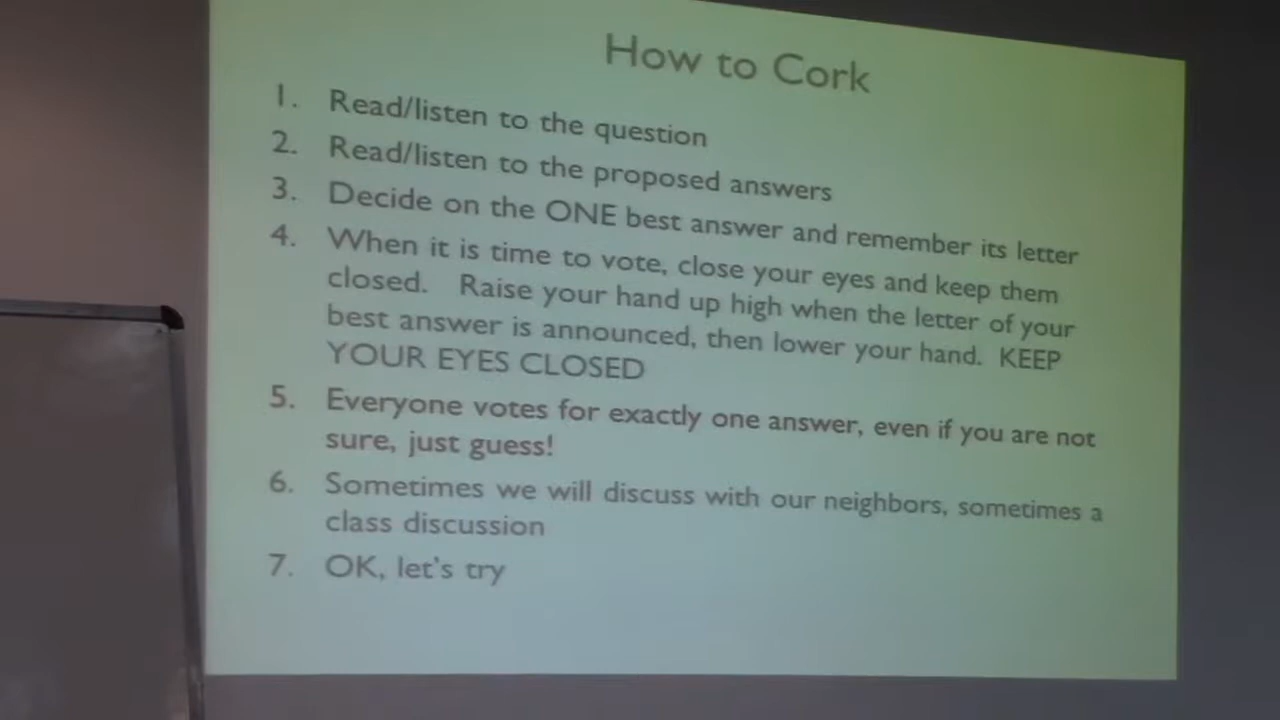 How to Cork
1. Read/listen to the question
2. Read/listen to the proposed answers
3. Decide on the ONE best answer and remember its letter
4. When it is time to vote, close your eyes and keep them
closed. Raise your hand up high when the letter of your
best answer is announced, then lower your hand. KEEP
YOUR EYES CLOSED
5. Everyone votes for exactly one answer, even if you are not
sure, just guess!
6. Sometimes we will discuss with our neighbors, sometimes a
class discussion
7. OK, let's try